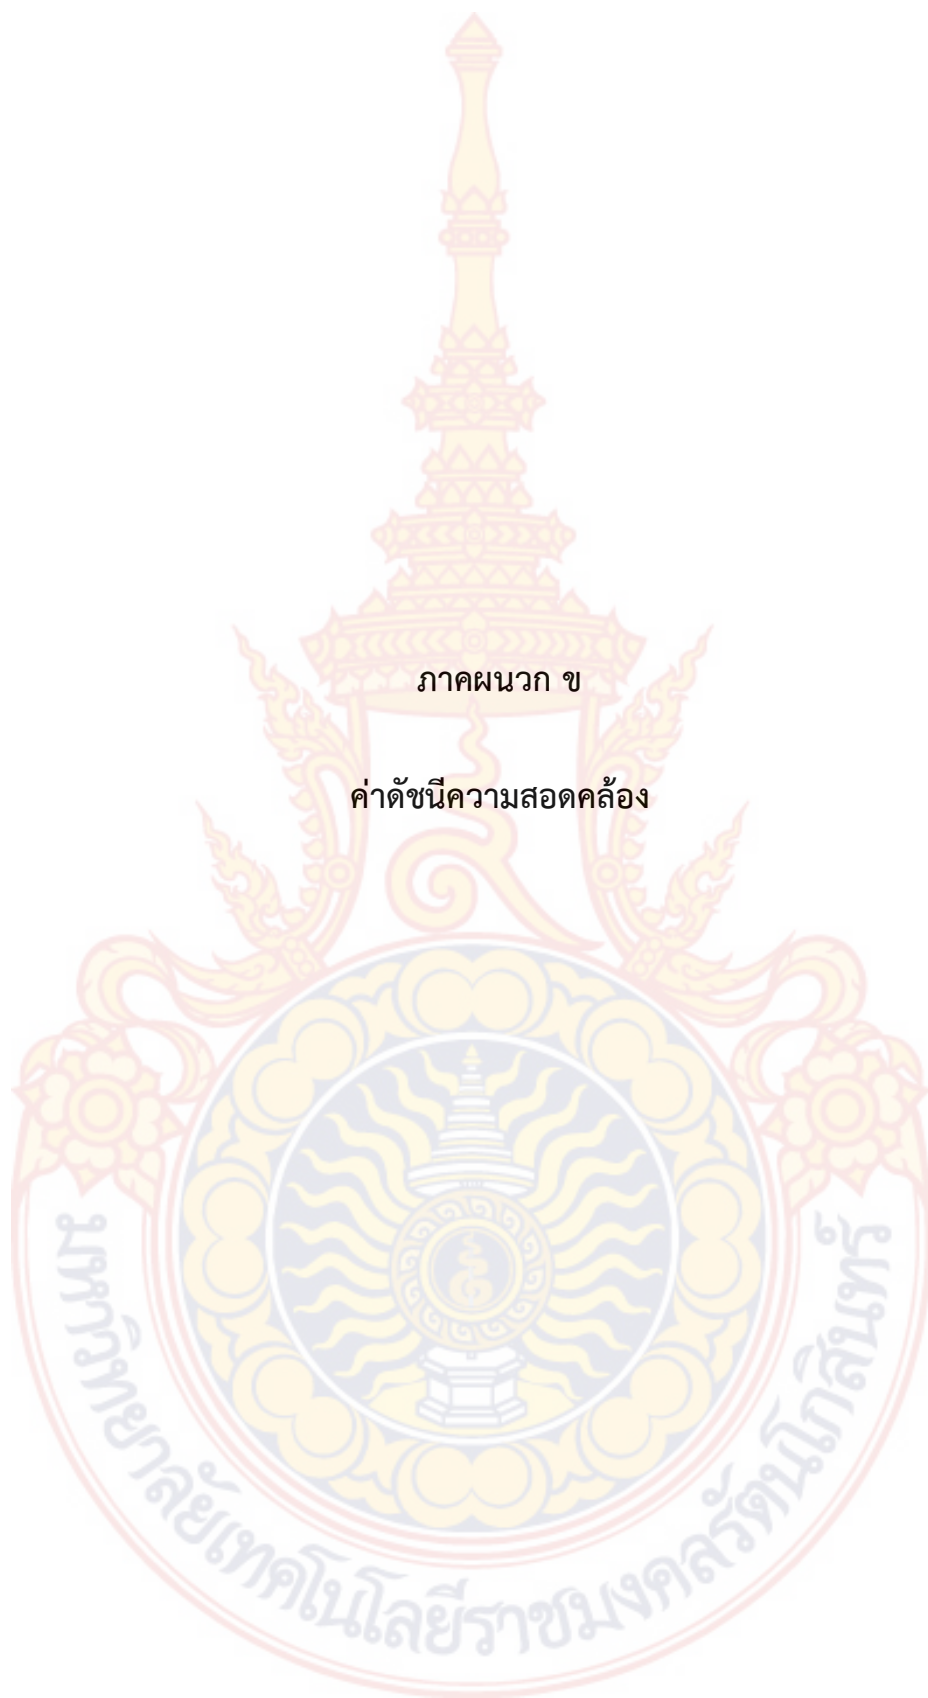 ภาคผนวก ข
ค่าดัชนีความสอดคล้อง
มหาวิทยาลัยเทคโนโลยีราชมงคลรัตนโกสินทร์